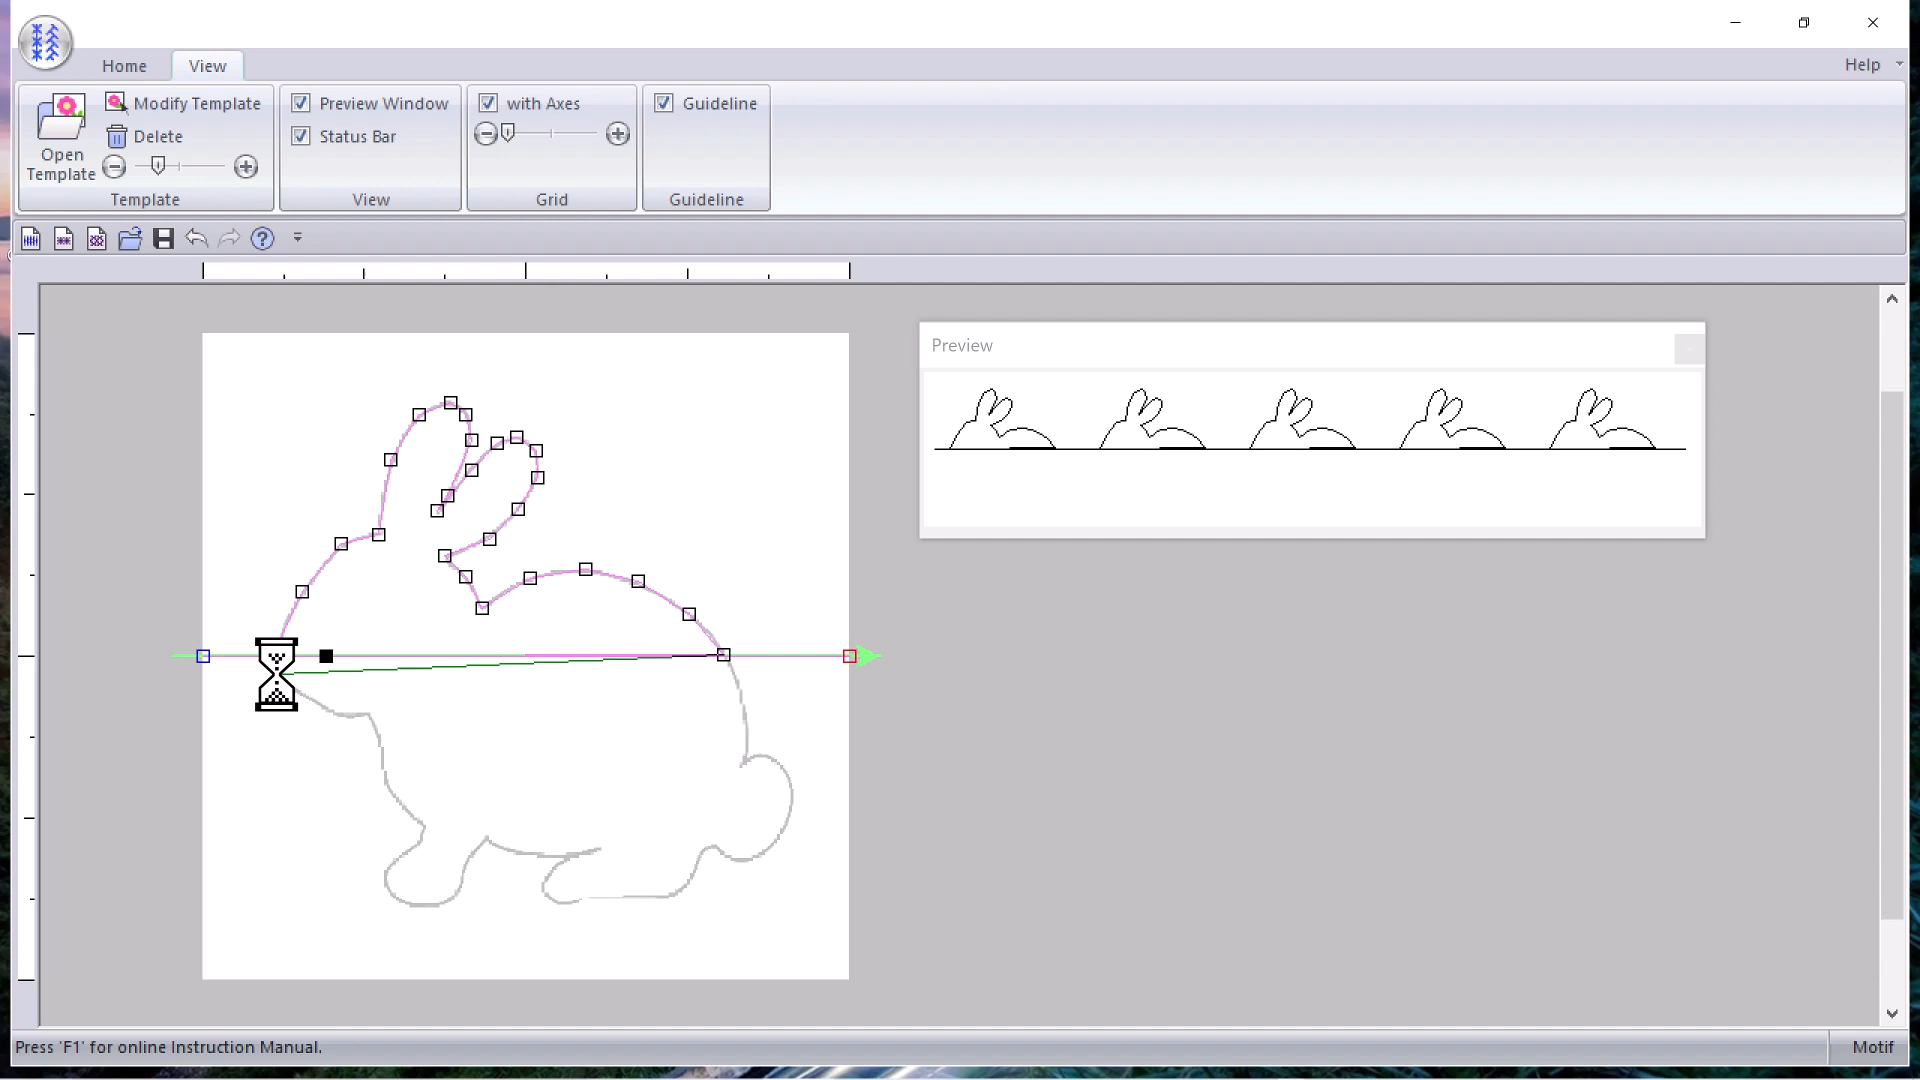 Home View Help
Modify Template
Delete
Open
Template
Template
Preview Window
Status Bar
View
with Axes
Grid
Guideline
Guideline
Preview
Press 'F1' for online Instruction Manual.
Motif